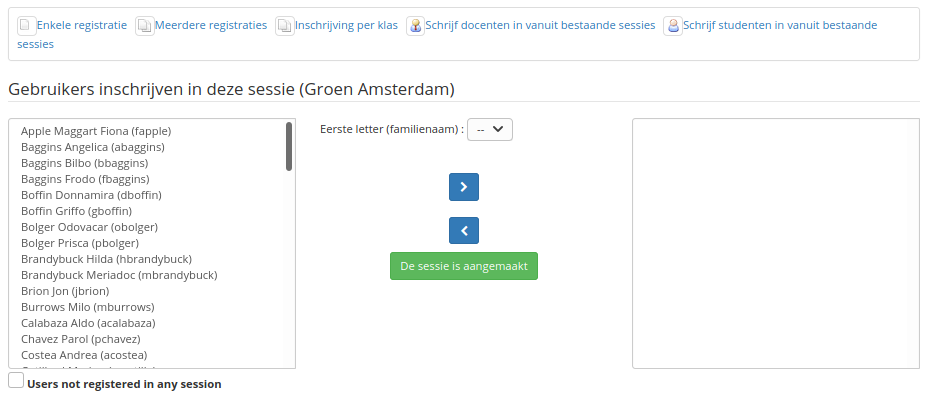 Enkele registratie Meerdere registraties Inschrijving per klas Schrijf docenten in vanuit bestaande sessies Schrijf studenten in vanuit bestaande
sessies
Gebruikers inschrijven in deze sessie (Groen Amsterdam)
Apple Maggart Fiona (fapple)
Baggins Angelica (abaggins)
Baggins Bilbo (bbaggins)
Baggins Frodo (fbaggins)
Boffin Donnamira (dboffin)
Boffin Griffo (gboffin)
Bolger Odovacar (obolger)
Bolger Prisca (pbolger)
Brandybuck Hilda (hbrandybuck)
Brandybuck Meriadoc (mbrandybuck)
Brion Jon (jbrion)
Burrows Milo (mburrows)
Calabaza Aldo (acalabaza)
Chavez Parol (pchavez)
Costea Andrea (acostea)
Eerste letter (familienaam) : --
De sessie is aangemaakt
Users not registered in any session